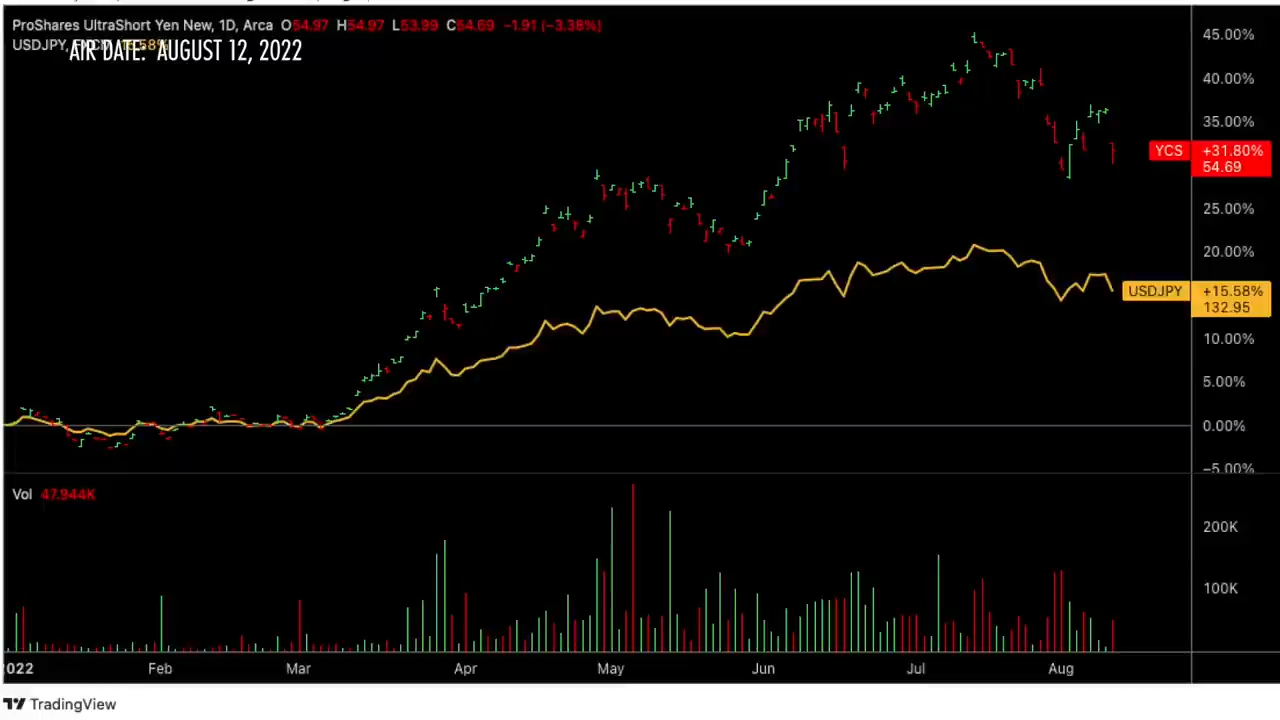 ProShares UltraShort Yen New, 1D, Arca O54.97 H54.97 L53.99 C54.69 −1.91 (−3.38%)
USDJPY,
AIR DATE: AUGUST 12, 2022
45.00%
40.00%
35.00%
YCS +31.80%
54.69
25.00%
20.00%
USDJPY +15.58%
132.95
10.00%
5.00%
0.00%
−5.00%
Vol 47.944K
200K
100K
2022 Feb Mar Apr May Jun Jul Aug
TradingView